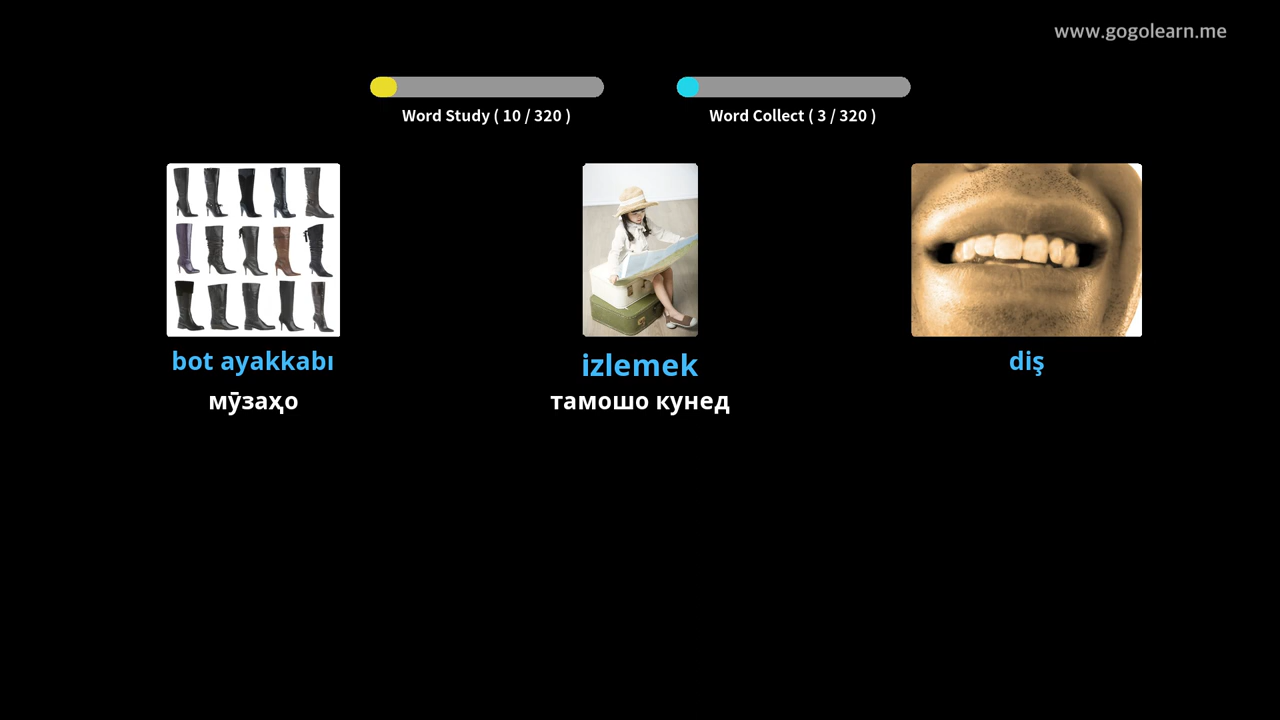 www.gogolearn.me
Word Study ( 10 / 320 )
Word Collect ( 3 / 320 )
bot ayakkabı
мӯзаҳо
izlemek
тамошо кунед
diş